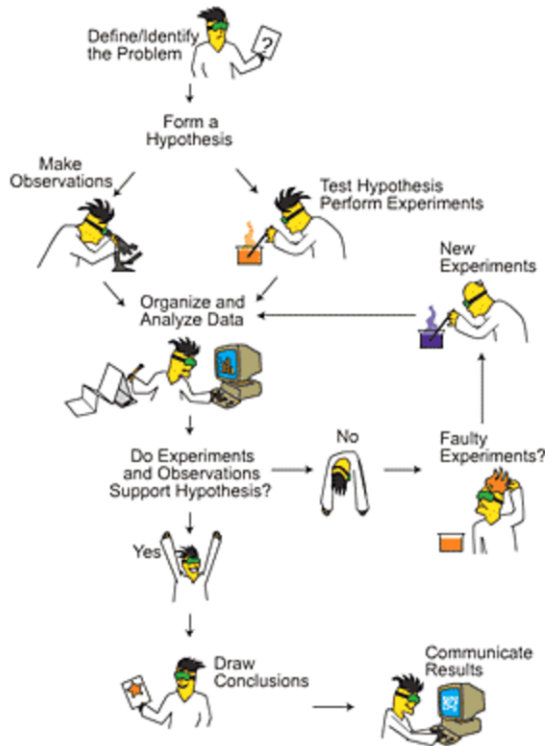 Define/Identify
the Problem
?
Form a
Hypothesis
Make
Observations
Test Hypothesis
Perform Experiments
New
Experiments
Organize and
Analyze Data
No
Faulty
Experiments?
Do Experiments
and Observations
Support Hypothesis?
Yes
Draw
Conclusions
Communicate
Results